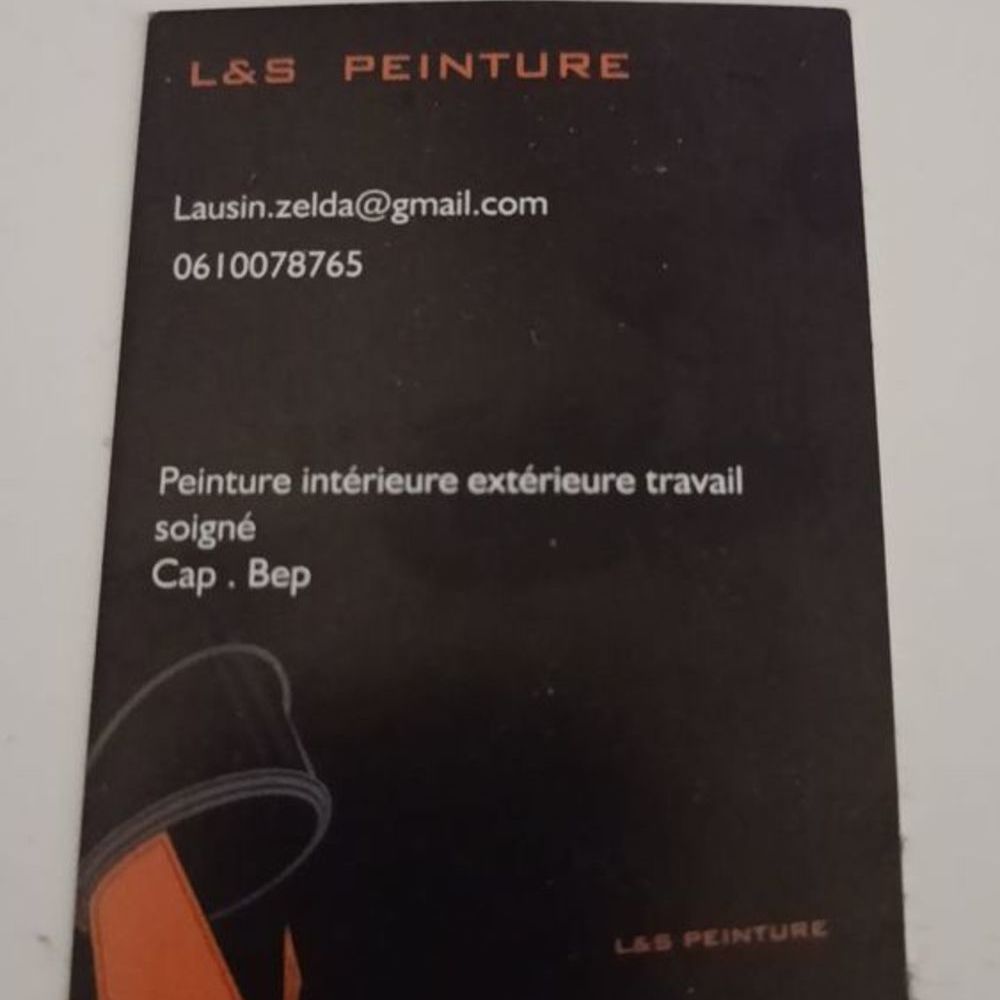 L&S PEINTURE
Lausin.zelda@gmail.com
0610078765
Peinture intérieure extérieure travail
soigné
Cap . Bep
L&S PEINTURE